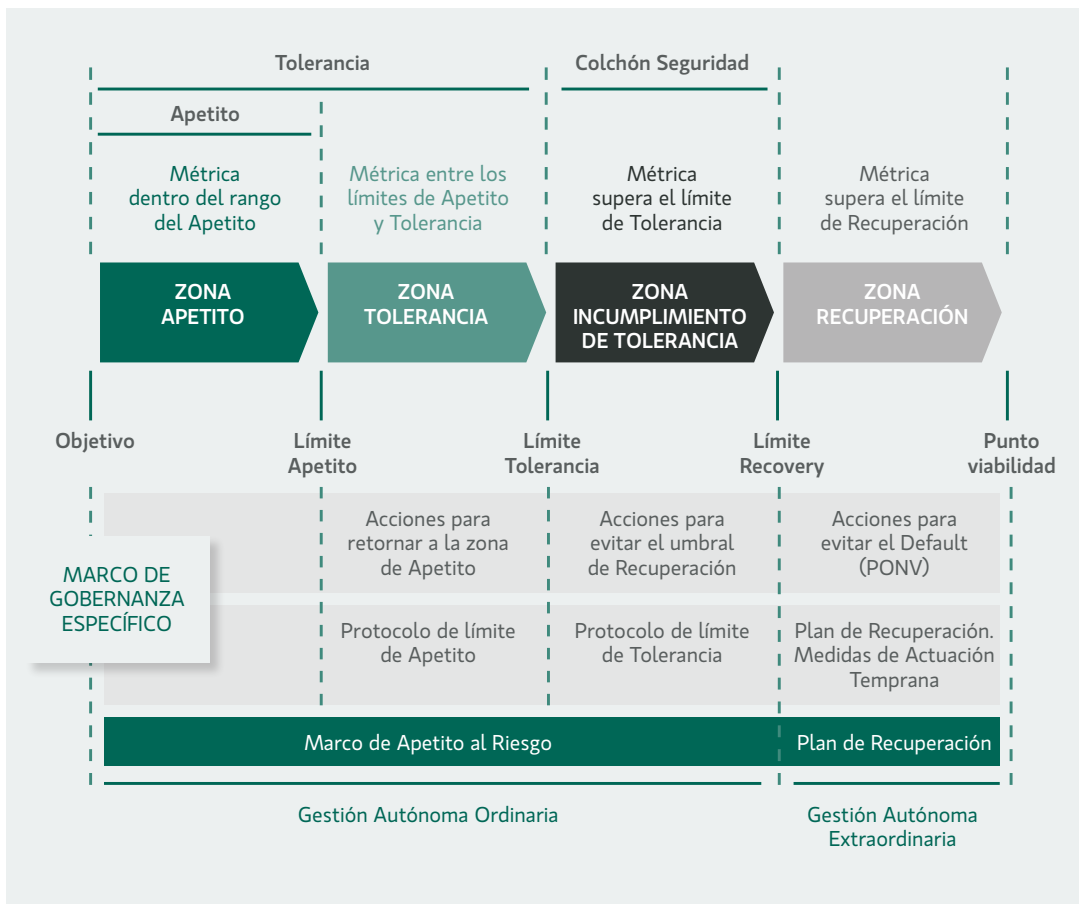 Tolerancia
Colchón Seguridad
Apetito
Métrica
dentro del rango
del Apetito
Métrica entre los
límites de Apetito
y Tolerancia
Métrica
supera el límite
de Tolerancia
Métrica
supera el límite
de Recuperación
ZONA
APETITO
ZONA
TOLERANCIA
ZONA
INCUMPLIMIENTO
DE TOLERANCIA
ZONA
RECUPERACIÓN
Objetivo
Límite
Apetito
Límite
Tolerancia
Límite
Recovery
Punto
viabilidad
MARCO DE
GOBERNANZA
ESPECÍFICO
Acciones para
retornar a la zona
de Apetito
Acciones para
evitar el umbral
de Recuperación
Acciones para
evitar el Default
(PONV)
Protocolo de límite
de Apetito
Protocolo de límite
de Tolerancia
Plan de Recuperación.
Medidas de Actuación
Temprana
Marco de Apetito al Riesgo
Plan de Recuperación
Gestión Autónoma Ordinaria
Gestión Autónoma
Extraordinaria